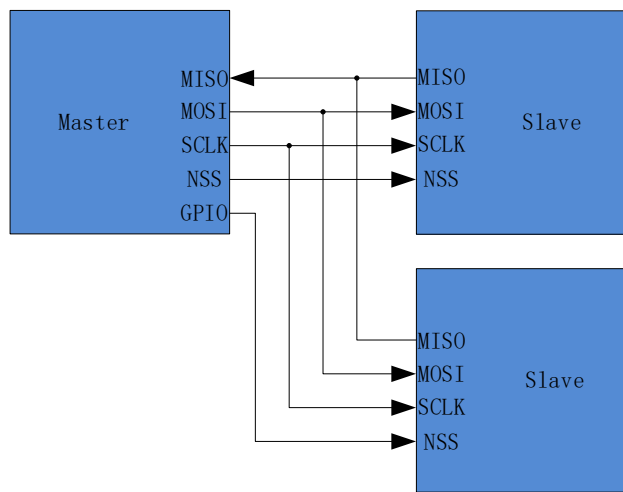 MISO
MOSI
Master
SCLK
NSS
GPIO
MISO
MOSI
Slave
SCLK
NSS
MISO
MOSI
Slave
SCLK
NSS